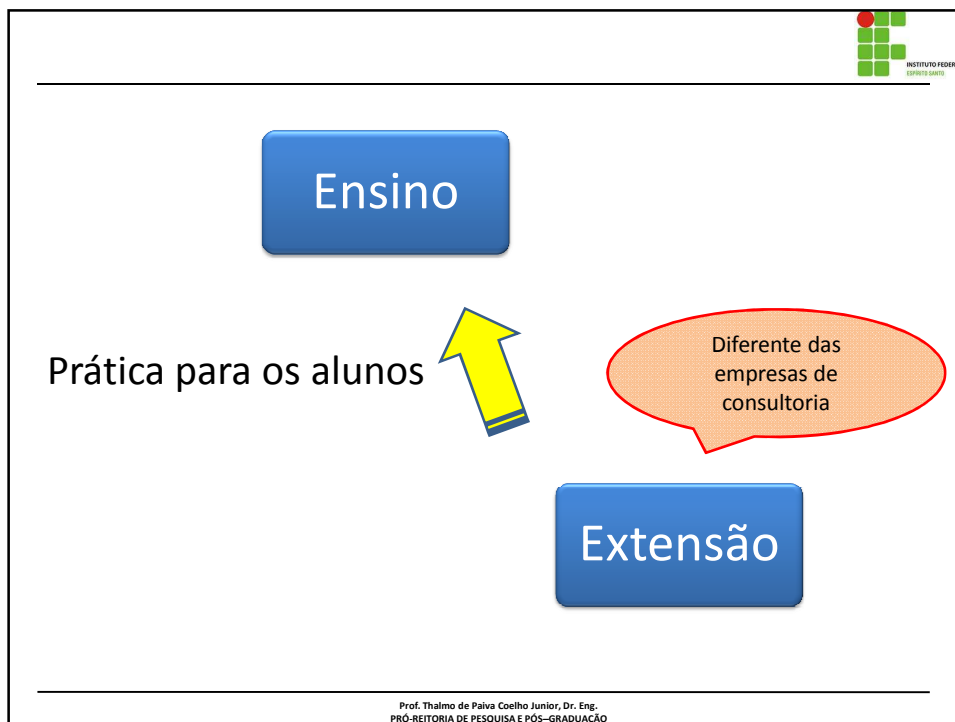 INSTITUTO FEDER
ESPÍRITO SANTO
Ensino
Prática para os alunos
Diferente das
empresas de
consultoria
Extensão
Prof. Thalmo de Paiva Coelho Junior, Dr. Eng.
PRÓ-REITORIA DE PESQUISA E PÓS–GRADUAÇÃO